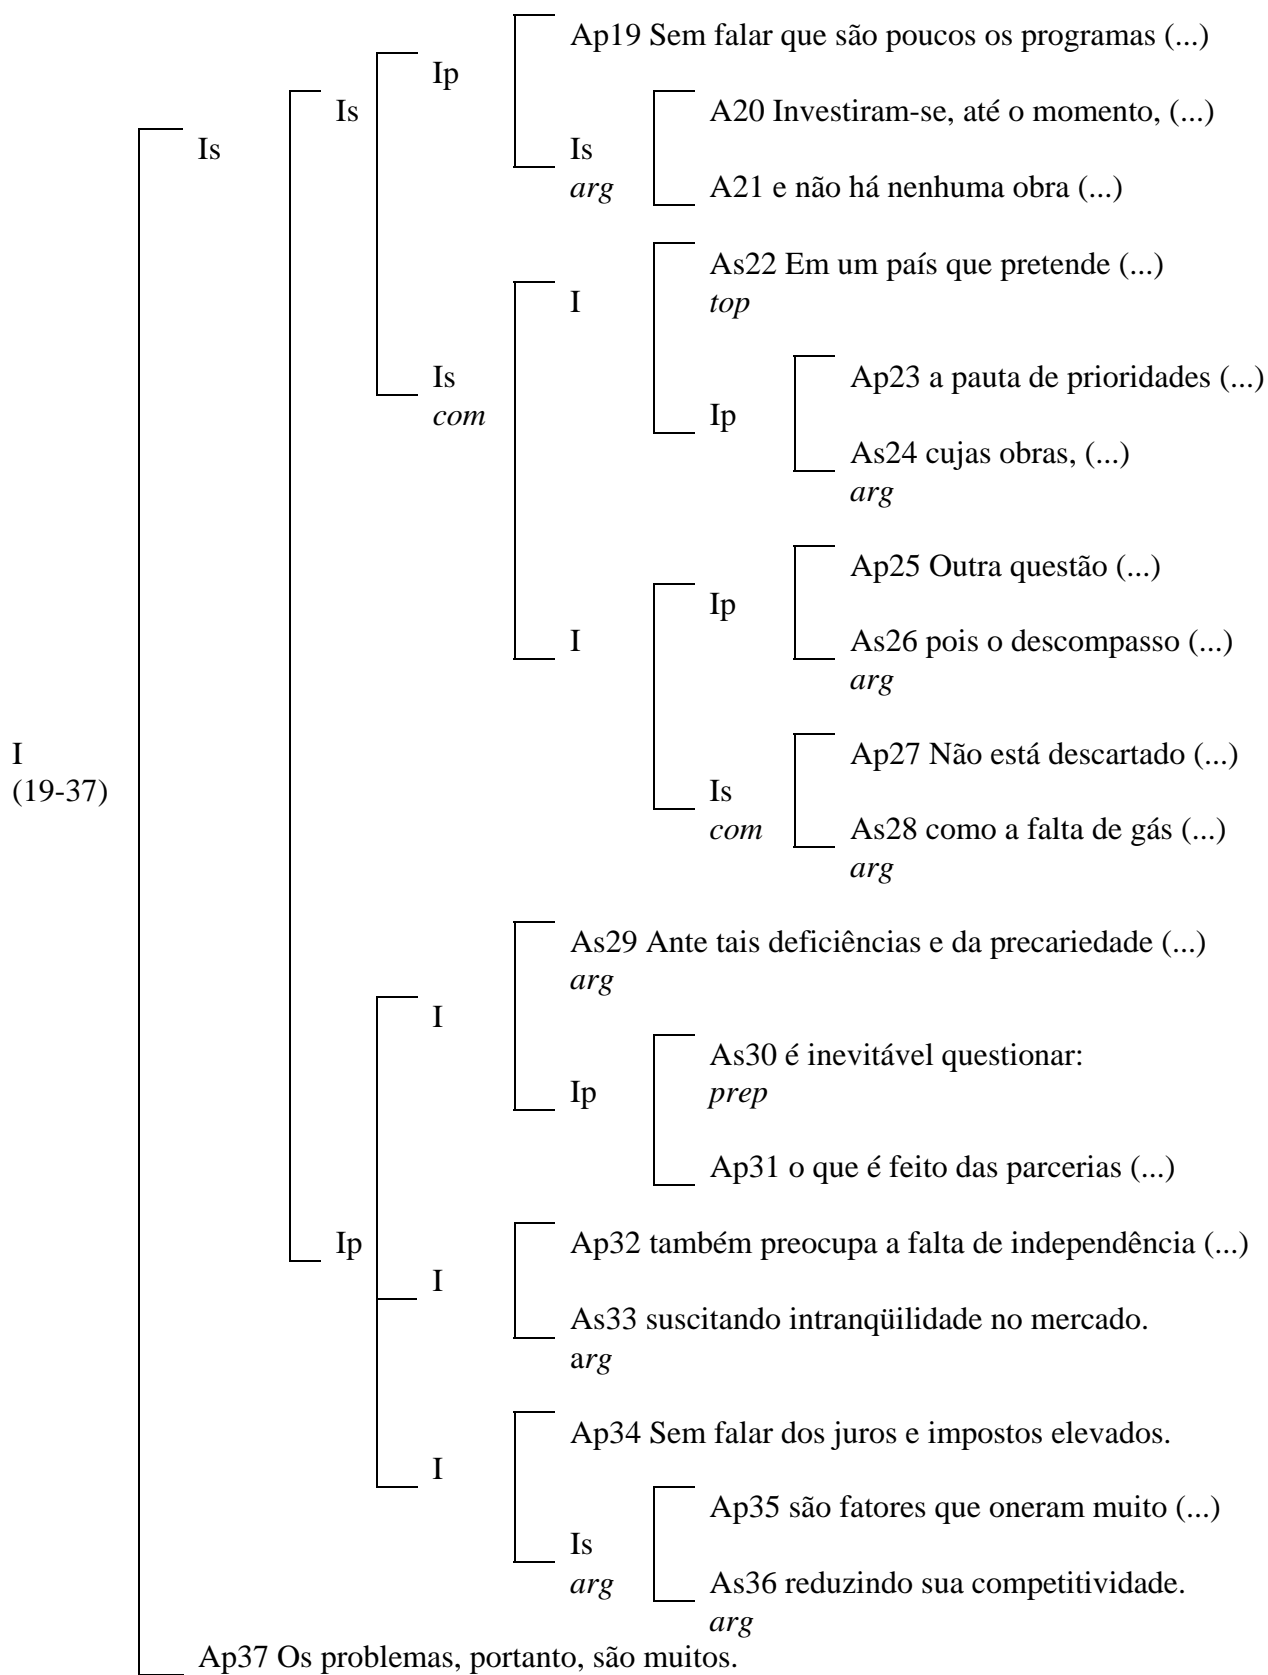 Ap19 Sem falar que são poucos os programas (...)
Ip
Is
A20 Investiram-se, até o momento, (...)
Is
Is
arg
A21 e não há nenhuma obra (...)
As22 Em um país que pretende (...)
top
I
Is
com
Ap23 a pauta de prioridades (...)
Ip
As24 cujas obras, (...)
arg
Ap25 Outra questão (...)
Ip
I
As26 pois o descompasso (...)
arg
I
(19-37)
Ap27 Não está descartado (...)
Is
com
As28 como a falta de gás (...)
arg
As29 Ante tais deficiências e da precariedade (...)
arg
I
As30 é inevitável questionar:
prep
Ip
Ap31 o que é feito das parcerias (...)
Ip
Ap32 também preocupa a falta de independência (...)
I
As33 suscitando intranqüilidade no mercado.
arg
Ap34 Sem falar dos juros e impostos elevados.
I
Ap35 são fatores que oneram muito (...)
Is
arg
As36 reduzindo sua competitividade.
arg
Ap37 Os problemas, portanto, são muitos.